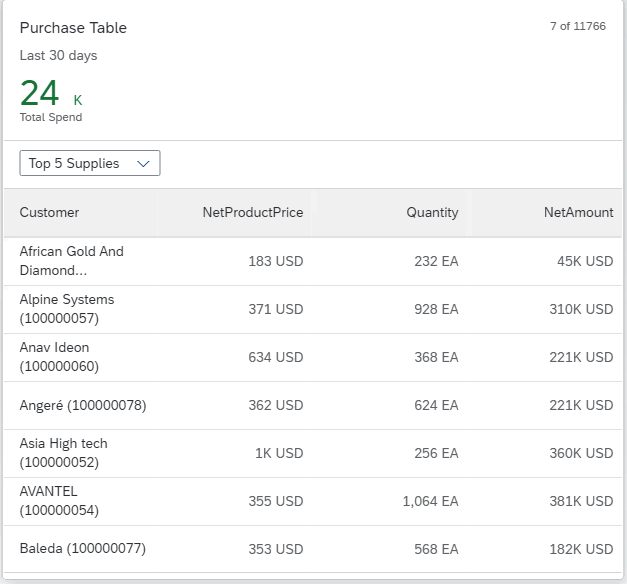 Purchase Table 7 of 11766
Last 30 days
24 K
Total Spend
Top 5 Supplies
Customer NetProductPrice Quantity NetAmount
African Gold And
Diamond... 183 USD 232 EA 45K USD
Alpine Systems
(100000057) 371 USD 928 EA 310K USD
Anav Ideon
(100000060) 634 USD 368 EA 221K USD
Angeré (100000078) 362 USD 624 EA 221K USD
Asia High tech
(100000052) 1K USD 256 EA 360K USD
AVANTEL
(100000054) 355 USD 1,064 EA 381K USD
Baleda (100000077) 353 USD 568 EA 182K USD